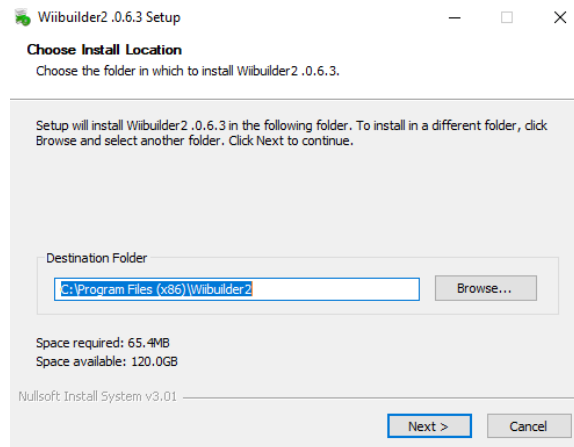 Wiibuilder2 .0.6.3 Setup
Choose Install Location
Choose the folder in which to install Wiibuilder2 .0.6.3.
Setup will install Wiibuilder2 .0.6.3 in the following folder. To install in a different folder, click
Browse and select another folder. Click Next to continue.
Destination Folder
C:\Program Files (x86)\Wiibuilder2
Browse...
Space required: 65.4MB
Space available: 120.0GB
Nullsoft Install System v3.01
Next >
Cancel